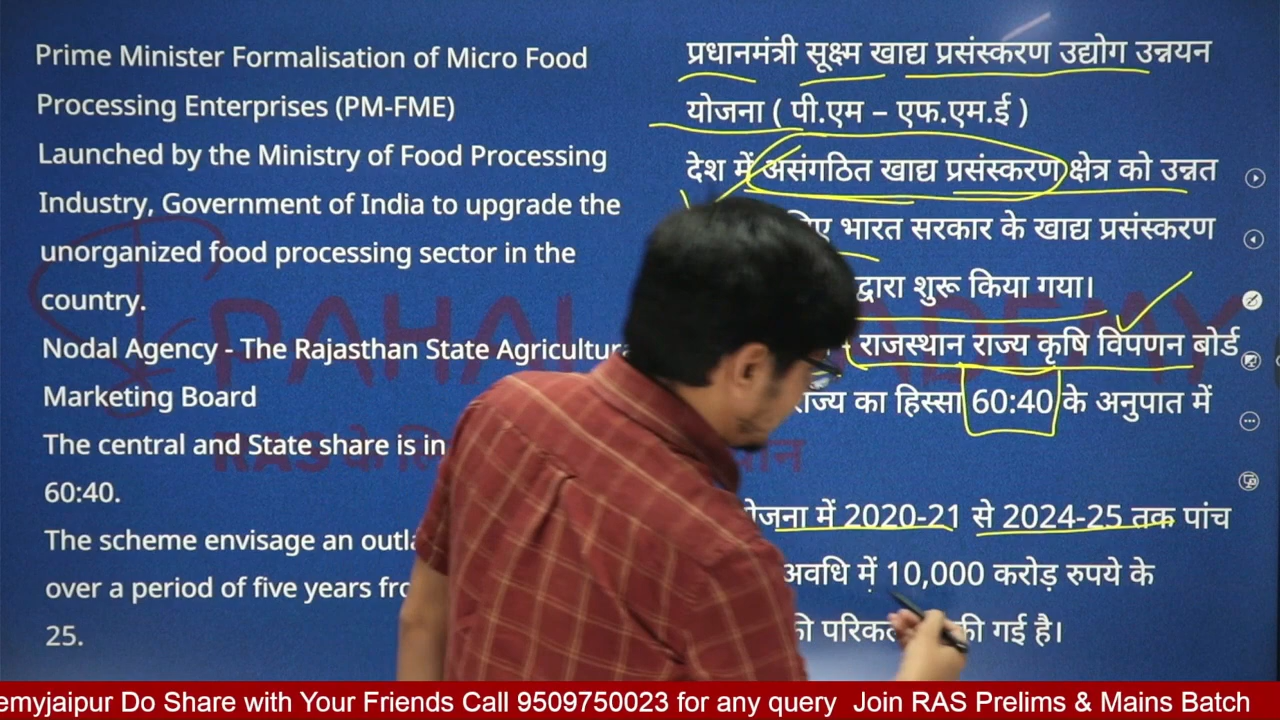 Prime Minister Formalisation of Micro Food
Processing Enterprises (PM-FME)
Launched by the Ministry of Food Processing
Industry, Government of India to upgrade the
unorganized food processing sector in the
country.
Nodal Agency - The Rajasthan State Agricultur
Marketing Board
The central and State share is in
60:40.
The scheme envisage an outla
over a period of five years fro
25.
प्रधानमंत्री सूक्ष्म खाद्य प्रसंस्करण उद्योग उन्नयन
योजना ( पी.एम – एफ.एम.ई )
देश में असंगठित खाद्य प्रसंस्करण क्षेत्र को उन्नत
भारत सरकार के खाद्य प्रसंस्करण
द्वारा शुरू किया गया।
राजस्थान राज्य कृषि विपणन बोर्ड
राज्य का हिस्सा 60:40 के अनुपात में
योजना में 2020-21 से 2024-25 तक पांच
अवधि में 10,000 करोड़ रुपये के
की गई है।
PAHAL ACADEMY
RAS के
emyjaipur Do Share with Your Friends Call 9509750023 for any query Join RAS Prelims & Mains Batch